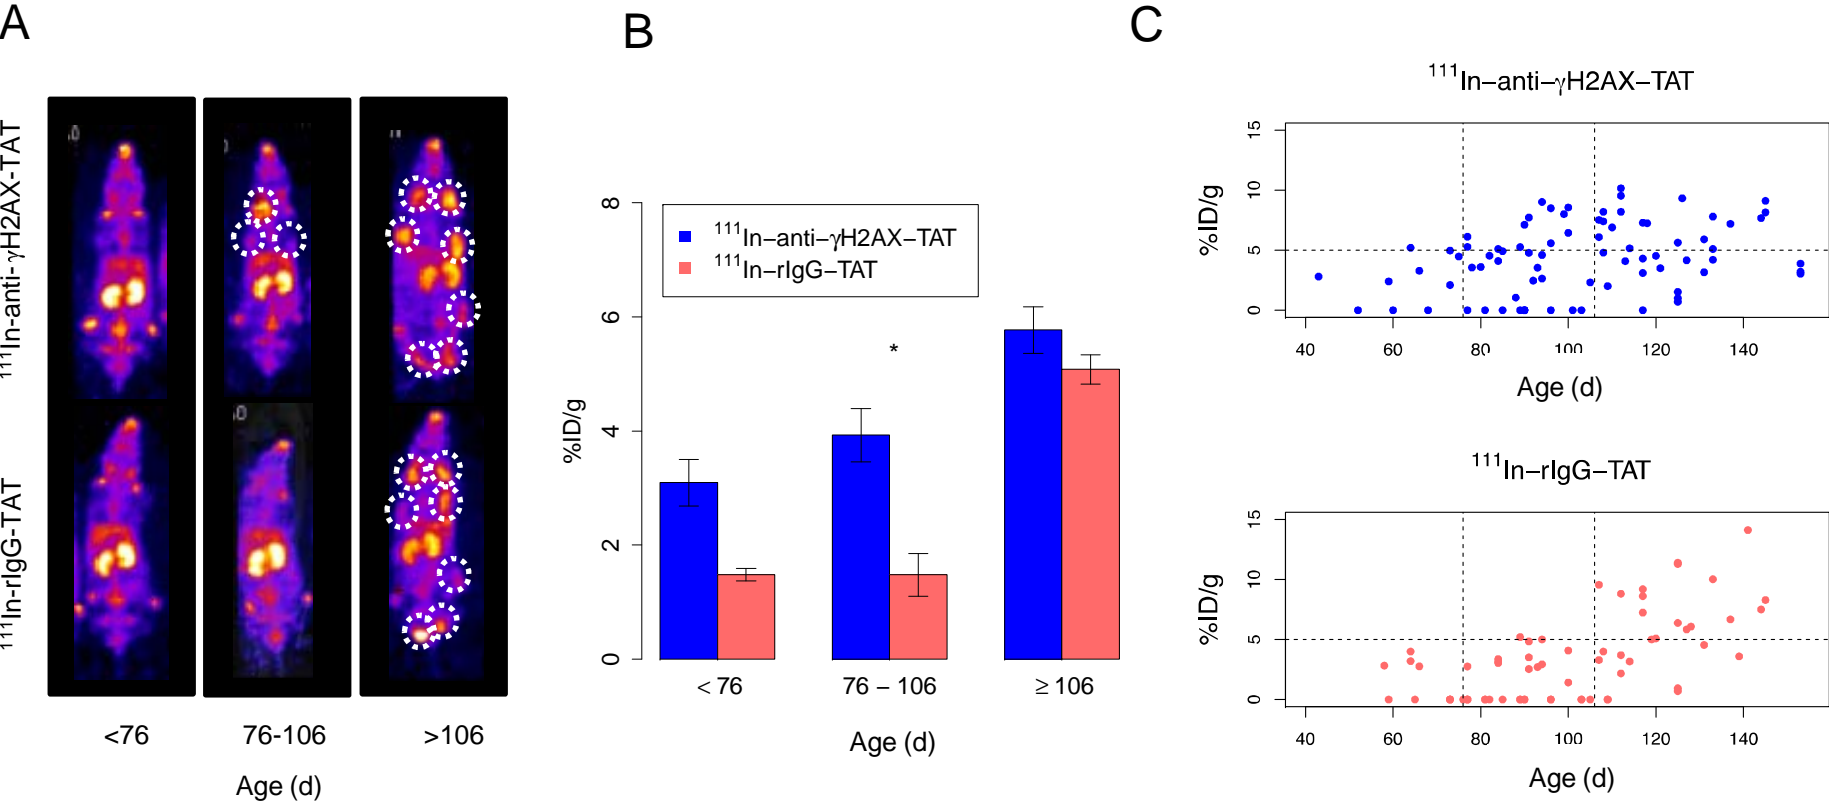 A
B
C
¹¹¹In-anti-γH2AX-TAT
¹¹¹In-rIgG-TAT
<76
76-106
>106
Age (d)
8
6
4
2
0
%ID/g
¹¹¹In−anti−γH2AX−TAT
¹¹¹In−rIgG−TAT
*
< 76
76 − 106
≥ 106
Age (d)
¹¹¹In−anti−γH2AX−TAT
15
10
5
0
%ID/g
40 60 80 100 120 140
Age (d)
¹¹¹In−rIgG−TAT
15
10
5
0
%ID/g
40 60 80 100 120 140
Age (d)